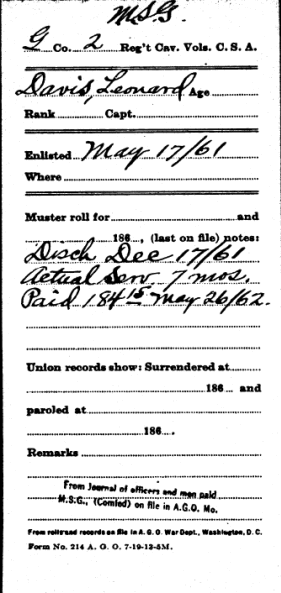 M.S.G.
G Co. 2 Reg't Cav. Vols. C. S. A.
Davis, Leonard Age
Rank Capt.
Enlisted May 17/61
Where
Muster roll for and
186 , (last on file) notes:
Disch Dec 17/61
Actual Serv 7 mos.
Paid 184 15 May 26/62.
Union records show: Surrendered at
186 and
paroled at
186 .
Remarks
From Journal of officers and men paid
M.S.G., (Comfed) on file in A.G.O. Mo.
From rolls and records on file in A. G. O. War Dept., Washington, D. C.
Form No. 214 A. G. O. 7-19-13-5M.